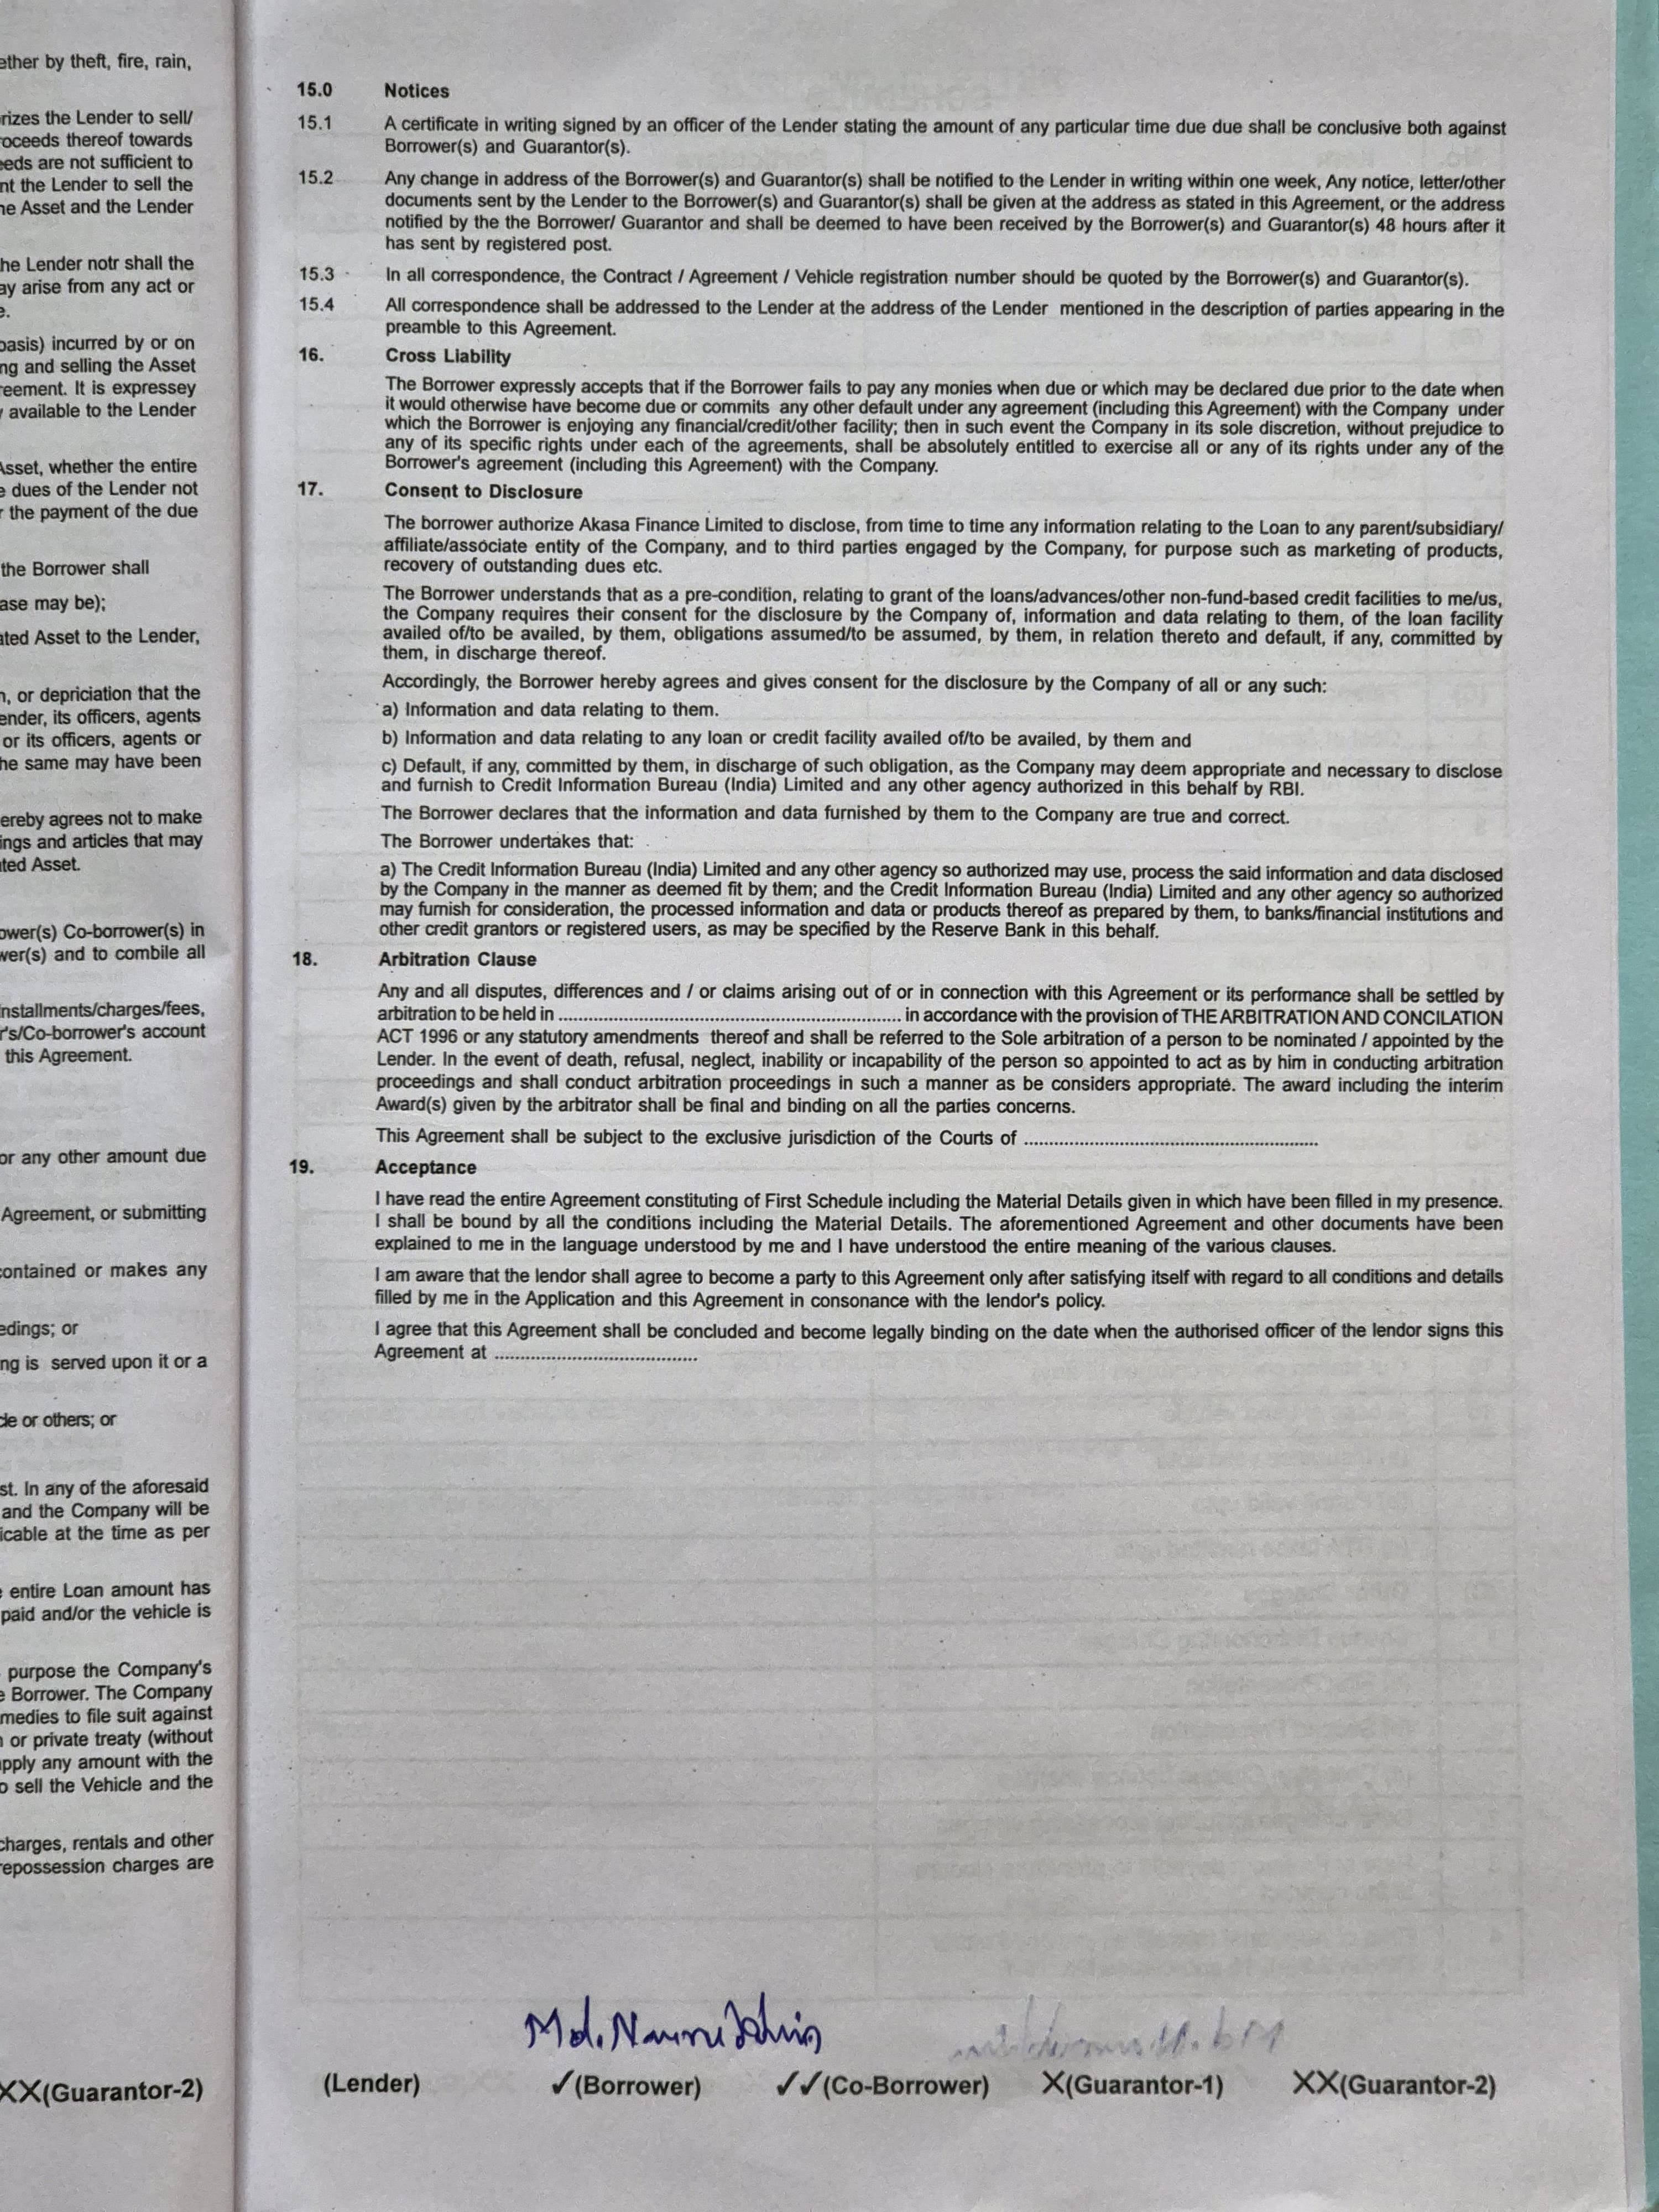 ether by theft, fire, rain,
rizes the Lender to sell/
oceeds thereof towards
eeds are not sufficient to
nt the Lender to sell the
he Asset and the Lender
he Lender notr shall the
ay arise from any act or
e.
basis) incurred by or on
ng and selling the Asset
reement. It is expressey
available to the Lender
Asset, whether the entire
e dues of the Lender not
r the payment of the due
the Borrower shall
ase may be);
ated Asset to the Lender,
n, or depriciation that the
ender, its officers, agents
or its officers, agents or
he same may have been
ereby agrees not to make
ings and articles that may
ted Asset.
ower(s) Co-borrower(s) in
wer(s) and to combile all
nstallments/charges/fees,
r's/Co-borrower's account
this Agreement.
or any other amount due
Agreement, or submitting
contained or makes any
edings; or
ng is served upon it or a
cle or others; or
st. In any of the aforesaid
and the Company will be
icable at the time as per
entire Loan amount has
paid and/or the vehicle is
purpose the Company's
e Borrower. The Company
medies to file suit against
n or private treaty (without
apply any amount with the
o sell the Vehicle and the
charges, rentals and other
repossession charges are
XX(Guarantor-2)
15.0 Notices
15.1 A certificate in writing signed by an officer of the Lender stating the amount of any particular time due due shall be conclusive both against
Borrower(s) and Guarantor(s).
15.2 Any change in address of the Borrower(s) and Guarantor(s) shall be notified to the Lender in writing within one week, Any notice, letter/other
documents sent by the Lender to the Borrower(s) and Guarantor(s) shall be given at the address as stated in this Agreement, or the address
notified by the the Borrower/ Guarantor and shall be deemed to have been received by the Borrower(s) and Guarantor(s) 48 hours after it
has sent by registered post.
15.3 In all correspondence, the Contract / Agreement / Vehicle registration number should be quoted by the Borrower(s) and Guarantor(s).
15.4 All correspondence shall be addressed to the Lender at the address of the Lender mentioned in the description of parties appearing in the
preamble to this Agreement.
16. Cross Liability
The Borrower expressly accepts that if the Borrower fails to pay any monies when due or which may be declared due prior to the date when
it would otherwise have become due or commits any other default under any agreement (including this Agreement) with the Company under
which the Borrower is enjoying any financial/credit/other facility; then in such event the Company in its sole discretion, without prejudice to
any of its specific rights under each of the agreements, shall be absolutely entitled to exercise all or any of its rights under any of the
Borrower's agreement (including this Agreement) with the Company.
17. Consent to Disclosure
The borrower authorize Akasa Finance Limited to disclose, from time to time any information relating to the Loan to any parent/subsidiary/
affiliate/associate entity of the Company, and to third parties engaged by the Company, for purpose such as marketing of products,
recovery of outstanding dues etc.
The Borrower understands that as a pre-condition, relating to grant of the loans/advances/other non-fund-based credit facilities to me/us,
the Company requires their consent for the disclosure by the Company of, information and data relating to them, of the loan facility
availed of/to be availed, by them, obligations assumed/to be assumed, by them, in relation thereto and default, if any, committed by
them, in discharge thereof.
Accordingly, the Borrower hereby agrees and gives consent for the disclosure by the Company of all or any such:
a) Information and data relating to them.
b) Information and data relating to any loan or credit facility availed of/to be availed, by them and
c) Default, if any, committed by them, in discharge of such obligation, as the Company may deem appropriate and necessary to disclose
and furnish to Credit Information Bureau (India) Limited and any other agency authorized in this behalf by RBI.
The Borrower declares that the information and data furnished by them to the Company are true and correct.
The Borrower undertakes that:
a) The Credit Information Bureau (India) Limited and any other agency so authorized may use, process the said information and data disclosed
by the Company in the manner as deemed fit by them; and the Credit Information Bureau (India) Limited and any other agency so authorized
may furnish for consideration, the processed information and data or products thereof as prepared by them, to banks/financial institutions and
other credit grantors or registered users, as may be specified by the Reserve Bank in this behalf.
18. Arbitration Clause
Any and all disputes, differences and / or claims arising out of or in connection with this Agreement or its performance shall be settled by
arbitration to be held in ........................................................ in accordance with the provision of THE ARBITRATION AND CONCILATION
ACT 1996 or any statutory amendments thereof and shall be referred to the Sole arbitration of a person to be nominated / appointed by the
Lender. In the event of death, refusal, neglect, inability or incapability of the person so appointed to act as by him in conducting arbitration
proceedings and shall conduct arbitration proceedings in such a manner as be considers appropriate. The award including the interim
Award(s) given by the arbitrator shall be final and binding on all the parties concerns.
This Agreement shall be subject to the exclusive jurisdiction of the Courts of ........................................................
19. Acceptance
I have read the entire Agreement constituting of First Schedule including the Material Details given in which have been filled in my presence.
I shall be bound by all the conditions including the Material Details. The aforementioned Agreement and other documents have been
explained to me in the language understood by me and I have understood the entire meaning of the various clauses.
I am aware that the lendor shall agree to become a party to this Agreement only after satisfying itself with regard to all conditions and details
filled by me in the Application and this Agreement in consonance with the lendor's policy.
I agree that this Agreement shall be concluded and become legally binding on the date when the authorised officer of the lendor signs this
Agreement at ......................................
Md.
(Lender) ✓(Borrower) ✓✓(Co-Borrower) X(Guarantor-1) XX(Guarantor-2)